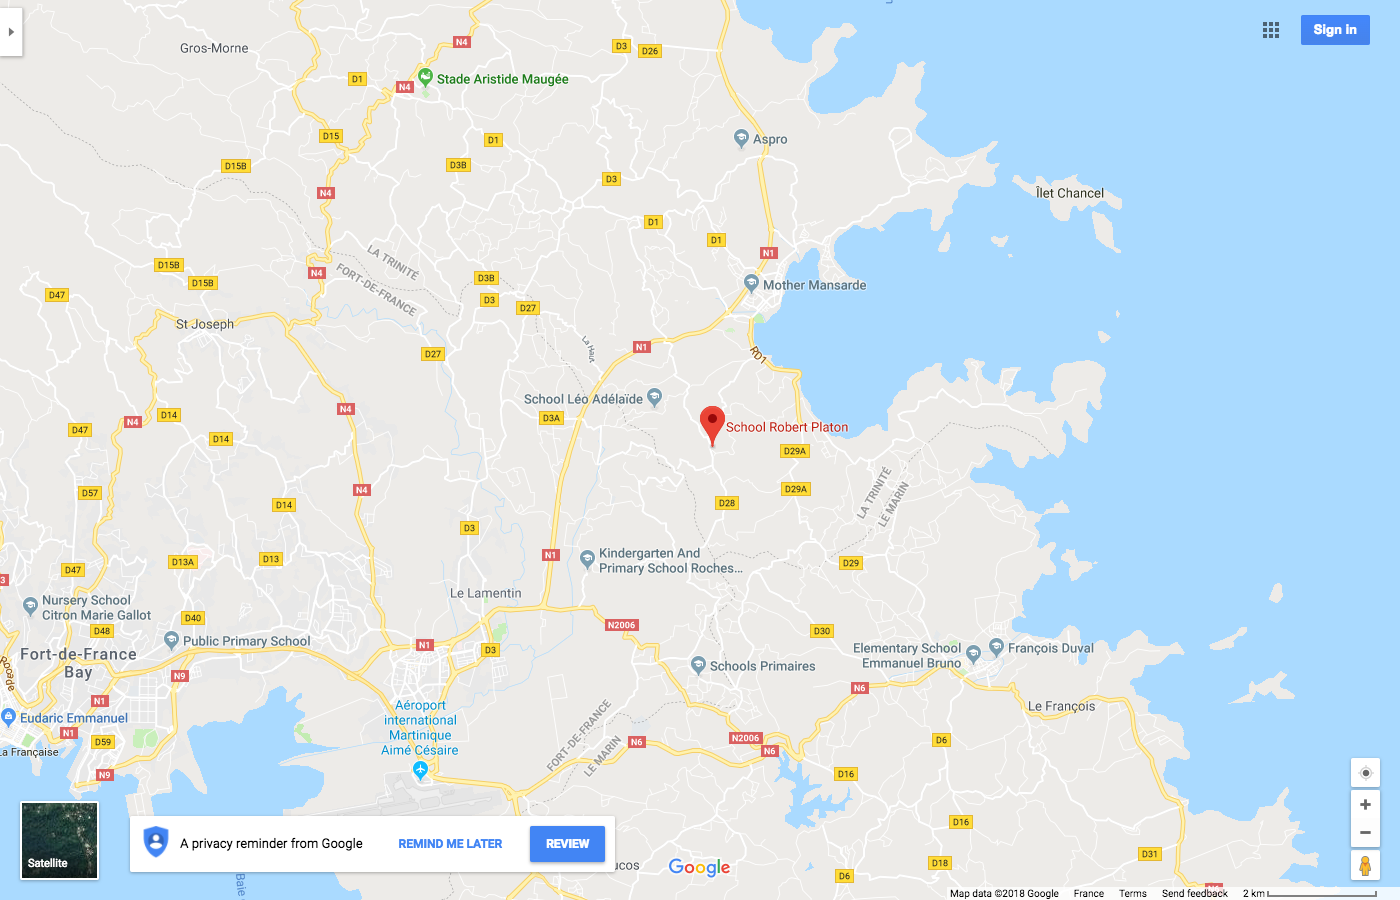 Sign in
Gros-Morne
N4
D3
D26
D1
N4
Stade Aristide Maugée
D15
D1
Aspro
D15B
D3B
D3
N4
Îlet Chancel
D1
D1
N1
LA TRINITÉ
FORT-DE-FRANCE
D15B
N4
D15B
D3B
Mother Mansarde
D47
D3
D27
St Joseph
La Haut
N1
D27
RD1
School Léo Adélaïde
N4
D14
D3A
N4
School Robert Platon
D47
D14
D29A
LA TRINITÉ
LE MARIN
D57
N4
D29A
D14
D28
D3
N1
Kindergarten And
Primary School Roches...
D13A
D13
D29
D47
3
Le Lamentin
Nursery School
Citron Marie Gallot
D40
N2006
D48
D30
Public Primary School
N1
D3
Elementary School
Emmanuel Bruno
François Duval
Fort-de-France
Bay
Schools Primaires
Rocade
N9
N6
N1
Aéroport
international
Martinique
Aimé Césaire
Le François
Eudaric Emmanuel
N1
FORT-DE-FRANCE
LE MARIN
D59
N6
N2006
N6
D6
La Française
N9
D16
D16
Satellite
A privacy reminder from Google
REMIND ME LATER
REVIEW
ucos
Google
D6
D18
D31
Baie
Map data ©2018 Google
France
Terms
Send feedback
2 km